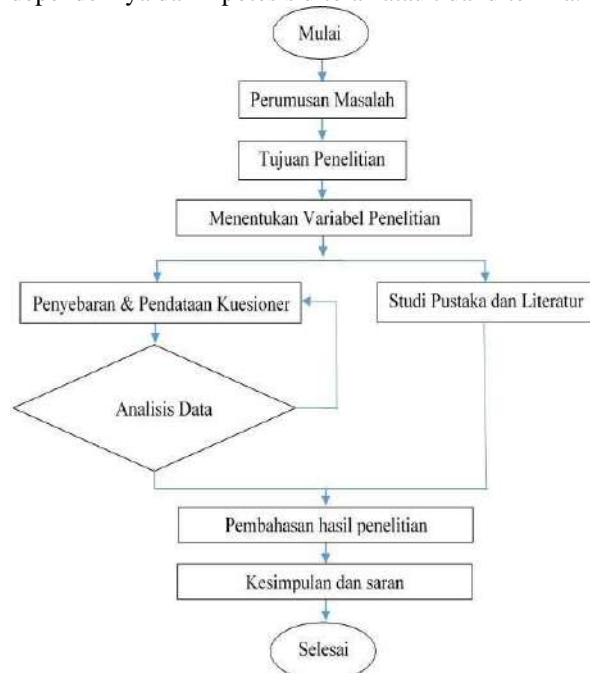 Mulai
Perumusan Masalah
Tujuan Penelitian
Menentukan Variabel Penelitian
Penyebaran & Pendataan Kuesioner
Studi Pustaka dan Literatur
Analisis Data
Pembahasan hasil penelitian
Kesimpulan dan saran
Selesai